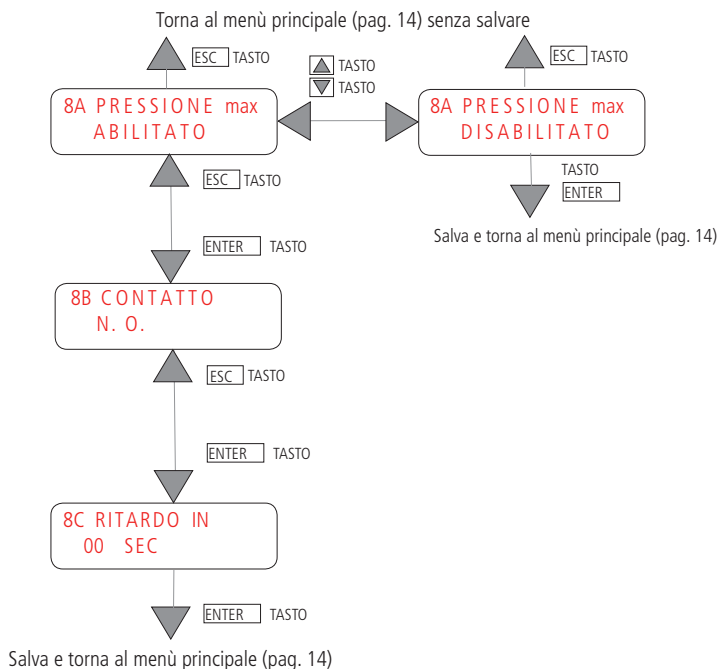 Torna al menù principale (pag. 14) senza salvare
ESC TASTO
TASTO
TASTO
ESC TASTO
8A PRESSIONE max
ABILITATO
8A PRESSIONE max
DISABILITATO
ESC TASTO
TASTO
ENTER
Salva e torna al menù principale (pag. 14)
ENTER TASTO
8B CONTATTO
N. O.
ESC TASTO
ENTER TASTO
8C RITARDO IN
00 SEC
ENTER TASTO
Salva e torna al menù principale (pag. 14)